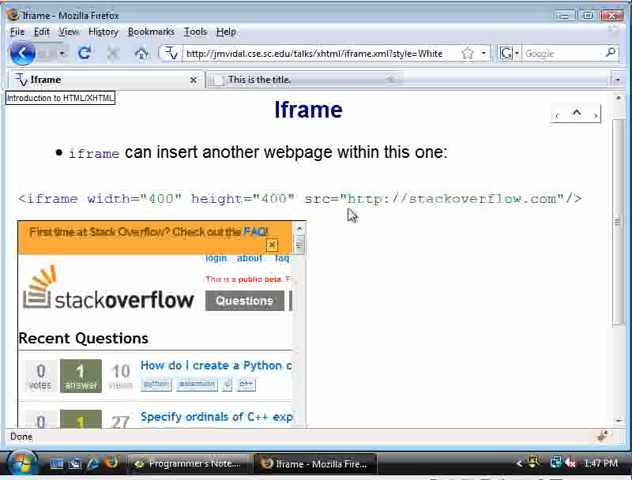 Iframe - Mozilla Firefox
File Edit View History Bookmarks Tools Help
http://jmvidal.cse.sc.edu/talks/xhtml/iframe.xml?style=White
Google
Iframe
This is the title.
Introduction to HTML/XHTML
Iframe
• iframe can insert another webpage within this one:
<iframe width="400" height="400" src="http://stackoverflow.com"/>
First time at Stack Overflow? Check out the FAQ!
login about faq
This is a public beta.
stackoverflow
Questions
Recent Questions
0 1 10 How do I create a Python c
votes answer views python extension c c++
0 1 27 Specify ordinals of C++ exp
Done
Programmer's Note...
Iframe - Mozilla Fire...
1:47 PM